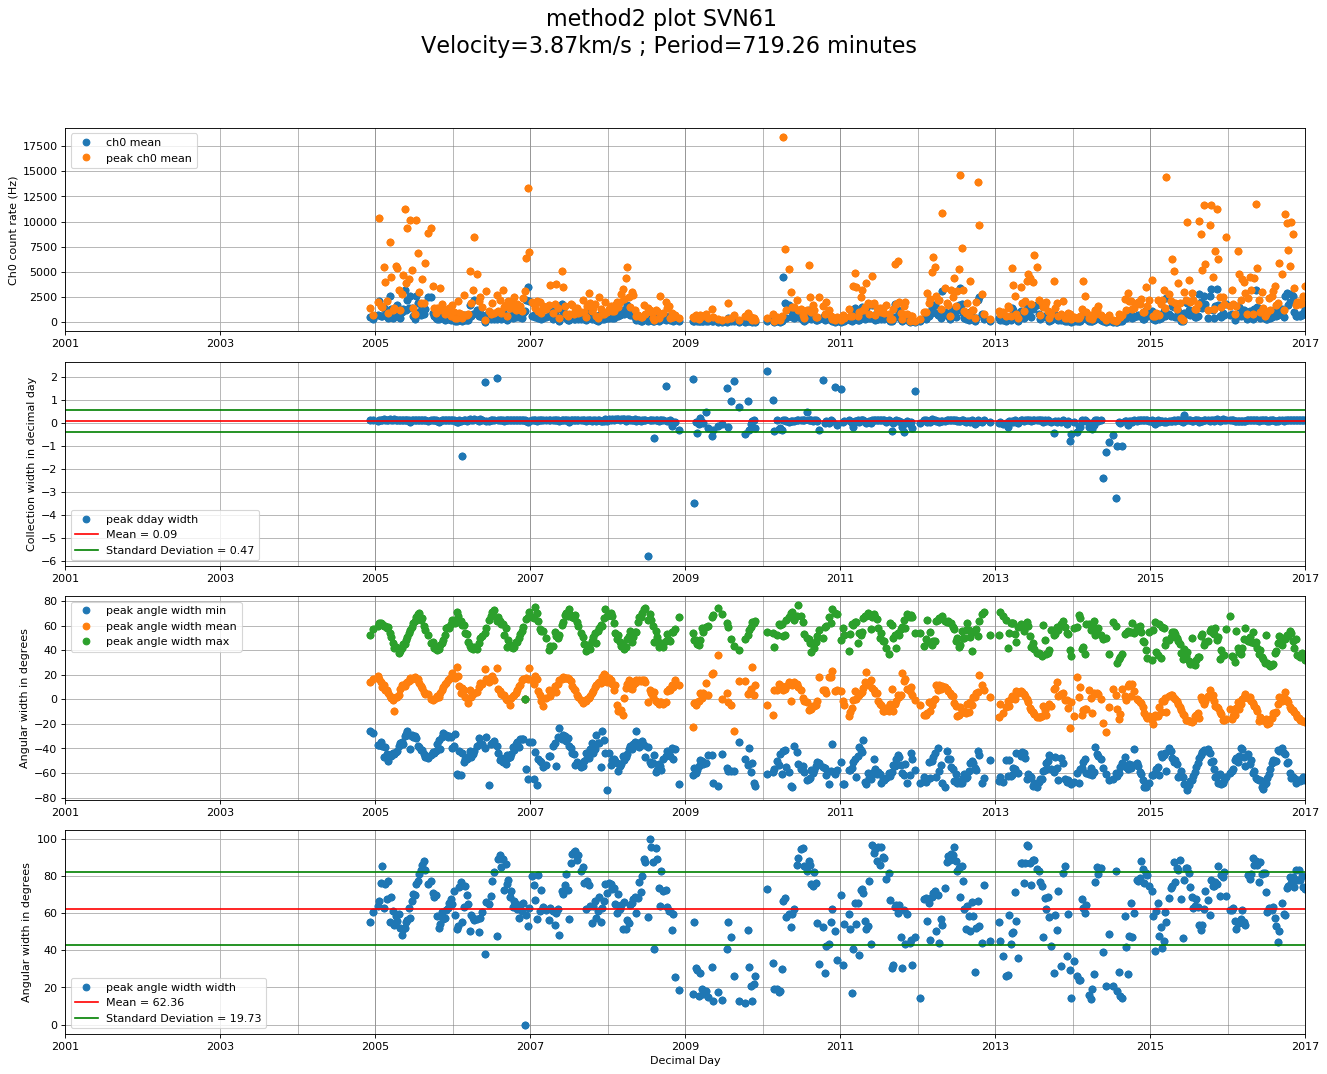 method2 plot SVN61
Velocity=3.87km/s ; Period=719.26 minutes
Ch0 count rate (Hz)
17500
15000
12500
10000
7500
5000
2500
0
ch0 mean
peak ch0 mean
2001 2003 2005 2007 2009 2011 2013 2015 2017
Collection width in decimal day
2
1
0
−1
−2
−3
−4
−5
−6
peak dday width
Mean = 0.09
Standard Deviation = 0.47
2001 2003 2005 2007 2009 2011 2013 2015 2017
Angular width in degrees
80
60
40
20
0
−20
−40
−60
−80
peak angle width min
peak angle width mean
peak angle width max
2001 2003 2005 2007 2009 2011 2013 2015 2017
Angular width in degrees
100
80
60
40
20
0
peak angle width width
Mean = 62.36
Standard Deviation = 19.73
2001 2003 2005 2007 2009 2011 2013 2015 2017
Decimal Day